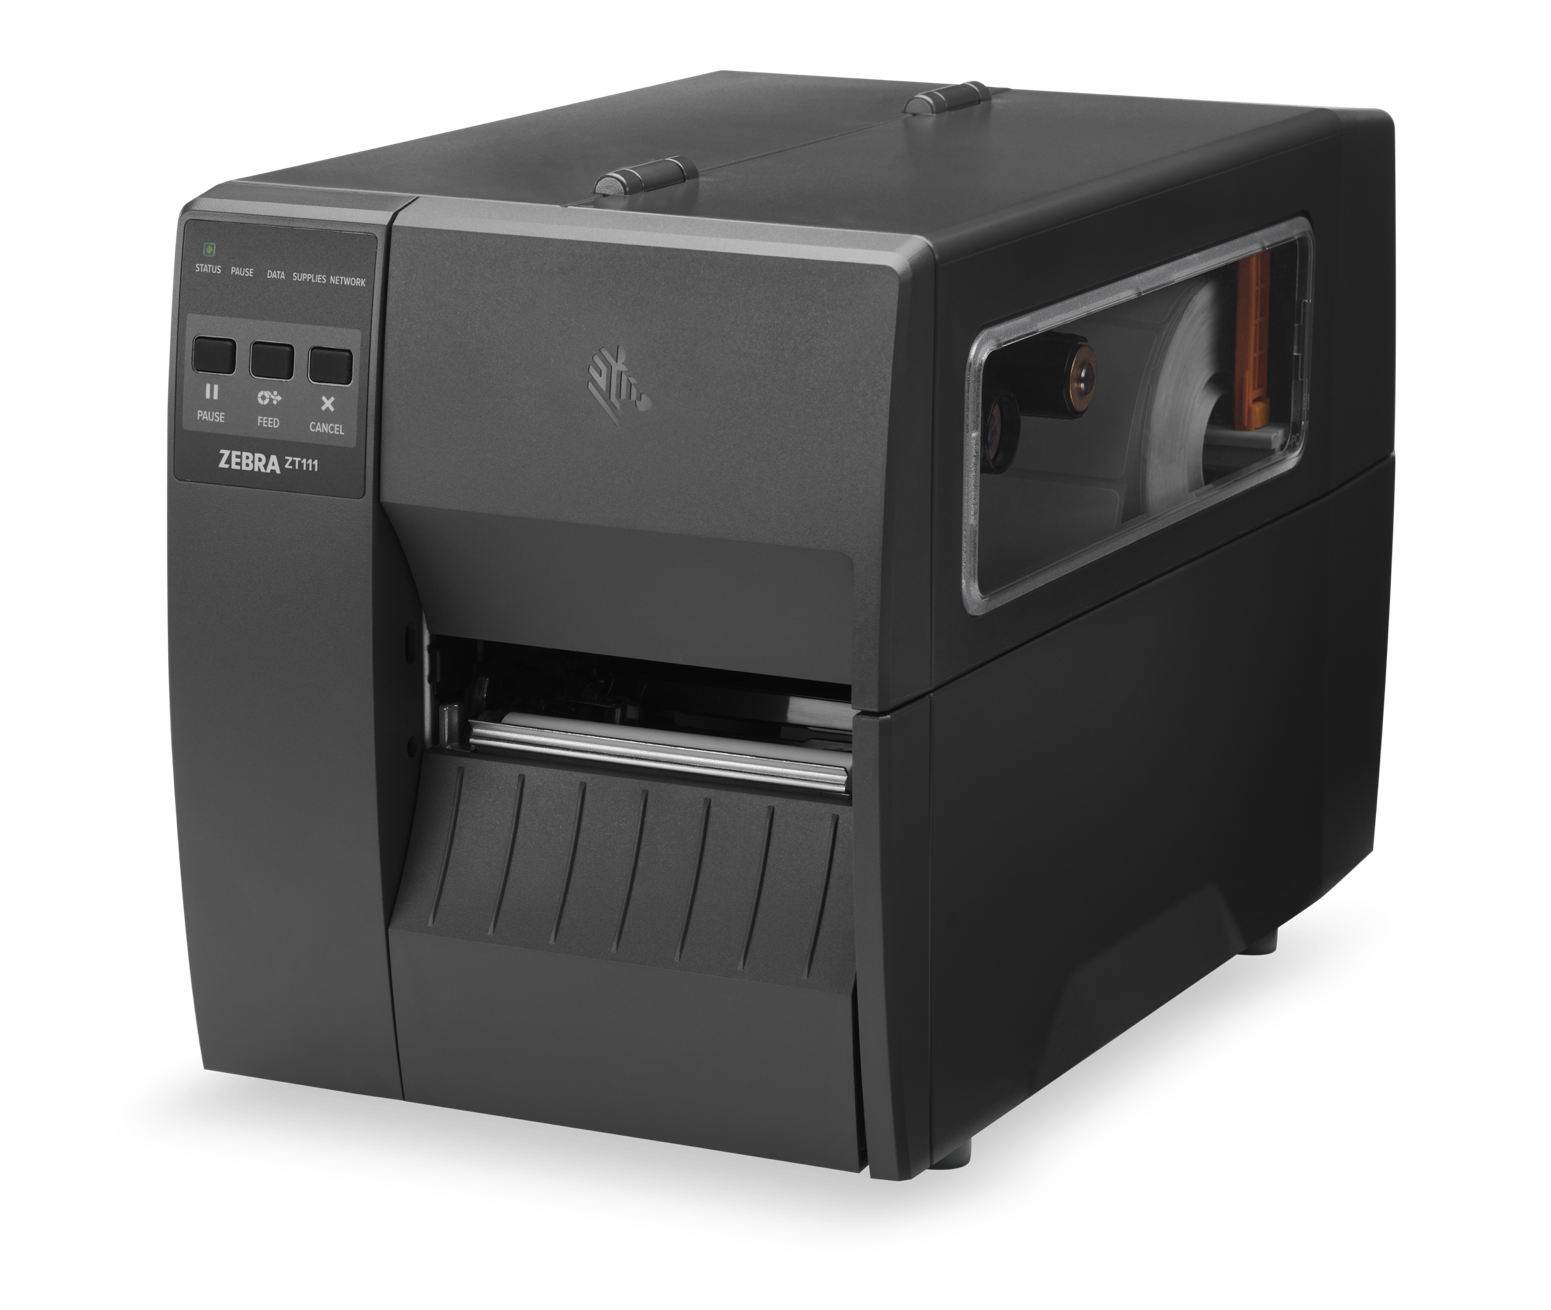 STATUS PAUSE DATA SUPPLIES NETWORK
PAUSE FEED CANCEL
ZEBRA ZT111